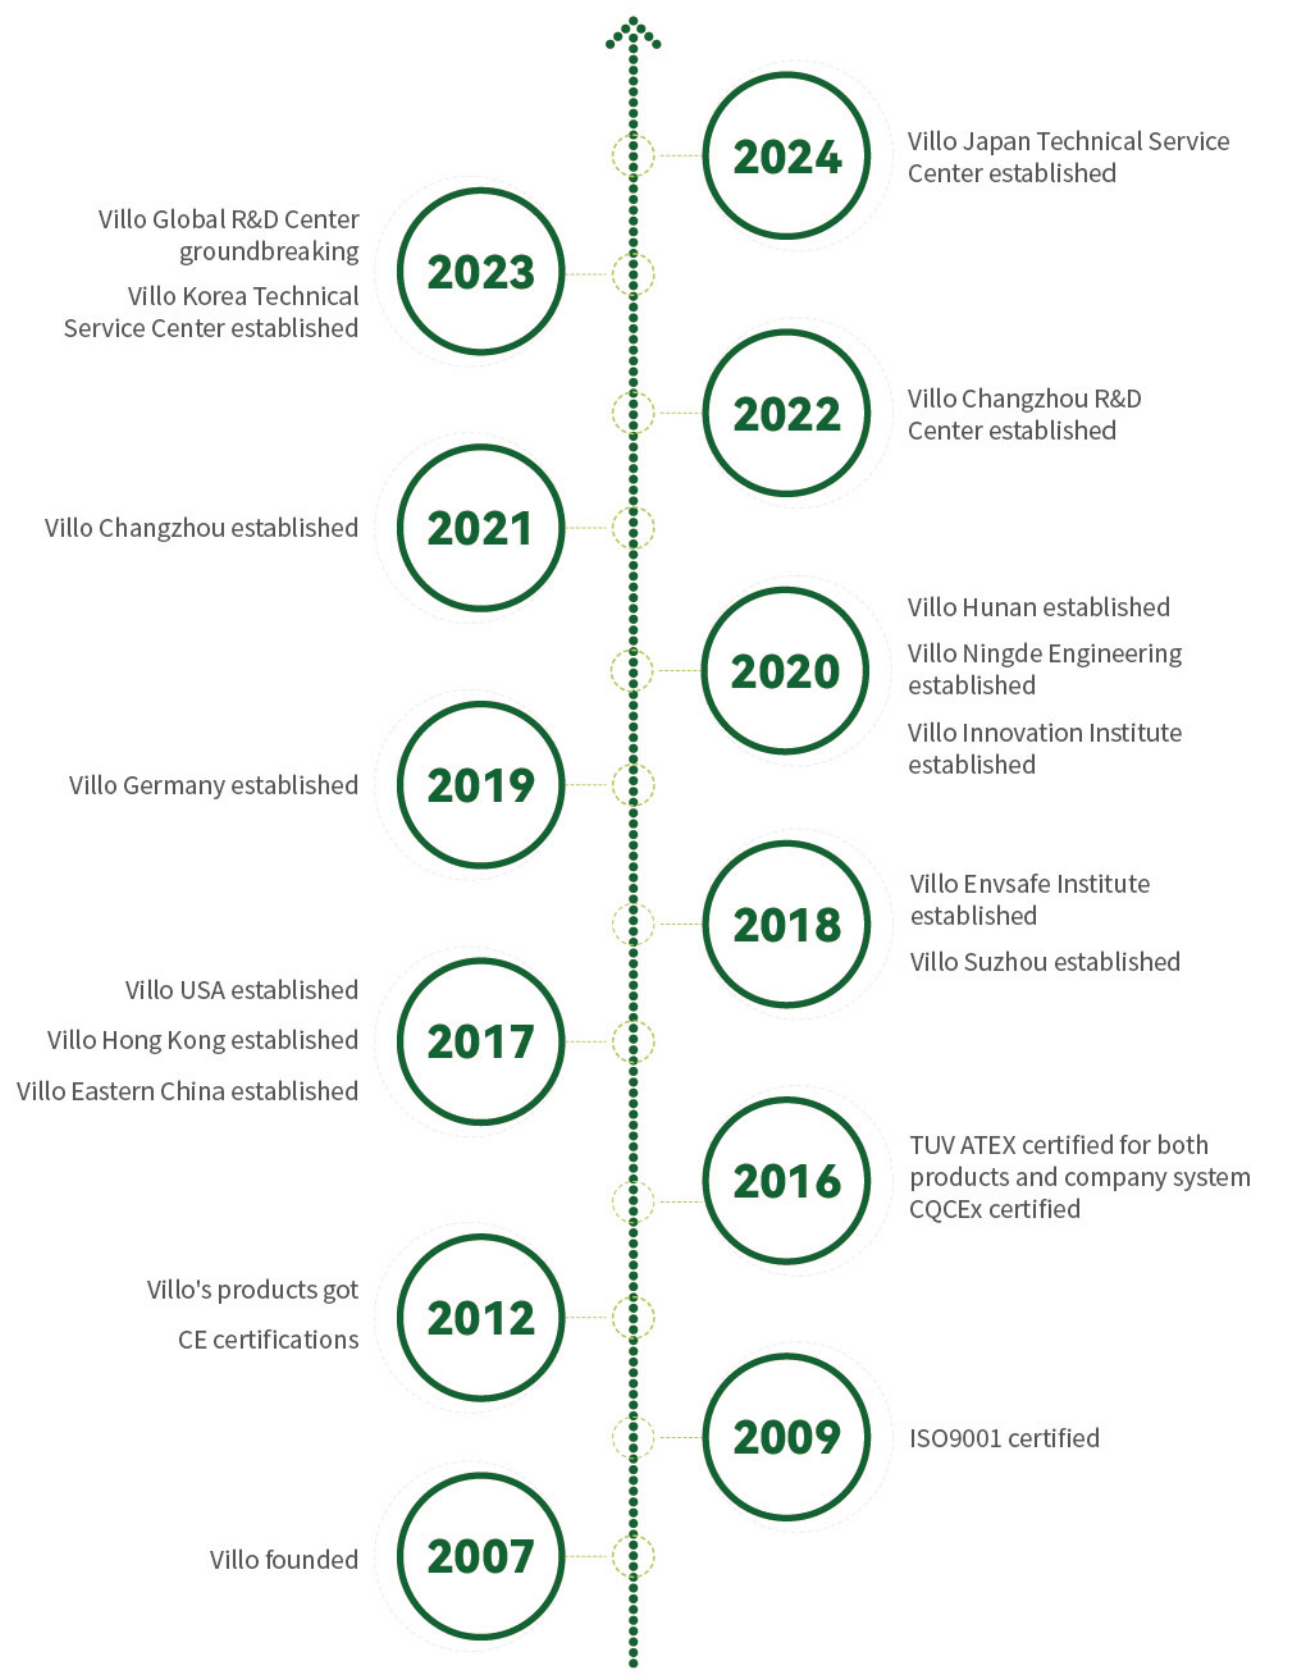 2024
Villo Japan Technical Service
Center established
Villo Global R&D Center
groundbreaking
Villo Korea Technical
Service Center established
2023
2022
Villo Changzhou R&D
Center established
Villo Changzhou established
2021
Villo Hunan established
Villo Ningde Engineering
established
Villo Innovation Institute
established
2020
Villo Germany established
2019
2018
Villo Envsafe Institute
established
Villo Suzhou established
Villo USA established
Villo Hong Kong established
Villo Eastern China established
2017
2016
TUV ATEX certified for both
products and company system
CQCEx certified
Villo's products got
CE certifications
2012
2009
ISO9001 certified
Villo founded
2007